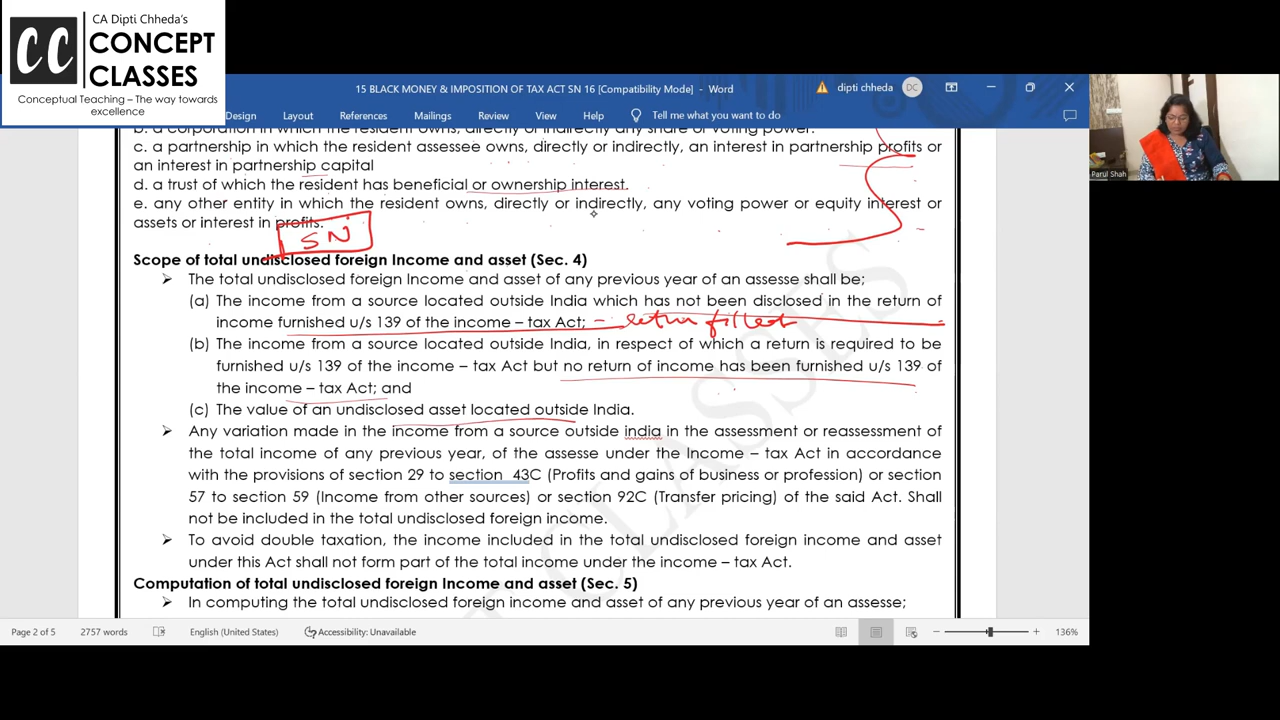 CA Dipti Chheda's
CC
CONCEPT
CLASSES
Conceptual Teaching – The way towards
excellence
15 BLACK MONEY & IMPOSITION OF TAX ACT SN 16 [Compatibility Mode] - Word
dipti chheda
DC
Design Layout References Mailings Review View Help Tell me what you want to do
Parul Shah
b. a corporation in which the resident owns, directly or indirectly any share or voting power.
c. a partnership in which the resident assessee owns, directly or indirectly, an interest in partnership profits or
an interest in partnership capital
d. a trust of which the resident has beneficial or ownership interest.
e. any other entity in which the resident owns, directly or indirectly, any voting power or equity interest or
assets or interest in profits.
SN
Scope of total undisclosed foreign Income and asset (Sec. 4)
➢ The total undisclosed foreign Income and asset of any previous year of an assesse shall be;
(a) The income from a source located outside India which has not been disclosed in the return of
income furnished u/s 139 of the income – tax Act; – return filled
(b) The income from a source located outside India, in respect of which a return is required to be
furnished u/s 139 of the income – tax Act but no return of income has been furnished u/s 139 of
the income – tax Act; and
(c) The value of an undisclosed asset located outside India.
➢ Any variation made in the income from a source outside india in the assessment or reassessment of
the total income of any previous year, of the assesse under the Income – tax Act in accordance
with the provisions of section 29 to section 43C (Profits and gains of business or profession) or section
57 to section 59 (Income from other sources) or section 92C (Transfer pricing) of the said Act. Shall
not be included in the total undisclosed foreign income.
➢ To avoid double taxation, the income included in the total undisclosed foreign income and asset
under this Act shall not form part of the total income under the income – tax Act.
Computation of total undisclosed foreign Income and asset (Sec. 5)
➢ In computing the total undisclosed foreign income and asset of any previous year of an assesse;
Page 2 of 5 2757 words English (United States) Accessibility: Unavailable 136%